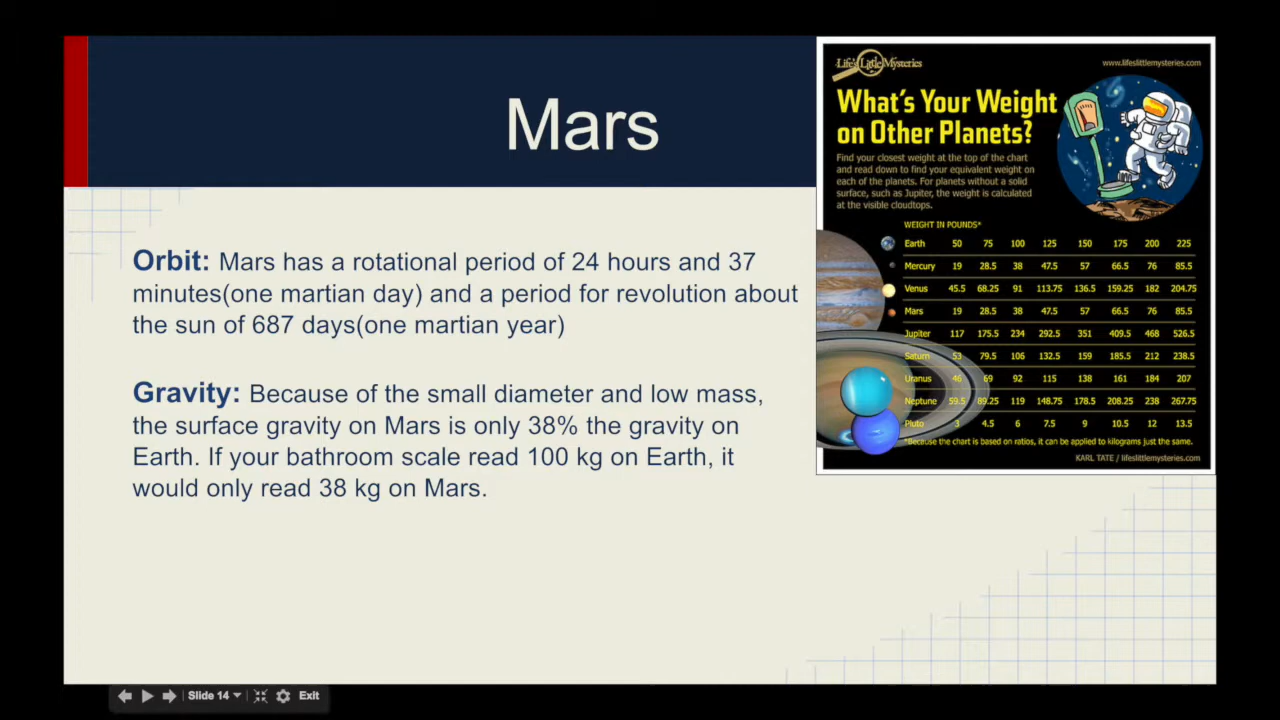 Mars
Orbit: Mars has a rotational period of 24 hours and 37
minutes(one martian day) and a period for revolution about
the sun of 687 days(one martian year)
Gravity: Because of the small diameter and low mass,
the surface gravity on Mars is only 38% the gravity on
Earth. If your bathroom scale read 100 kg on Earth, it
would only read 38 kg on Mars.
Life's Little Mysteries
www.lifeslittlemysteries.com
What's Your Weight
on Other Planets?
Find your closest weight at the top of the chart
and read down to find your equivalent weight on
each of the planets. For planets without a solid
surface, such as Jupiter, the weight is calculated
at the visible cloudtops.
WEIGHT IN POUNDS*
Earth 50 75 100 125 150 175 200 225
Mercury 19 28.5 38 47.5 57 66.5 76 85.5
Venus 45.5 68.25 91 113.75 136.5 159.25 182 204.75
Mars 19 28.5 38 47.5 57 66.5 76 85.5
Jupiter 117 175.5 234 292.5 351 409.5 468 526.5
Saturn 53 79.5 106 132.5 159 185.5 212 238.5
Uranus 46 69 92 115 138 161 184 207
Neptune 59.5 89.25 119 148.75 178.5 208.25 238 267.75
Pluto 3 4.5 6 7.5 9 10.5 12 13.5
*Because the chart is based on ratios, it can be applied to kilograms just the same.
KARL TATE / lifeslittlemysteries.com
Slide 14 Exit